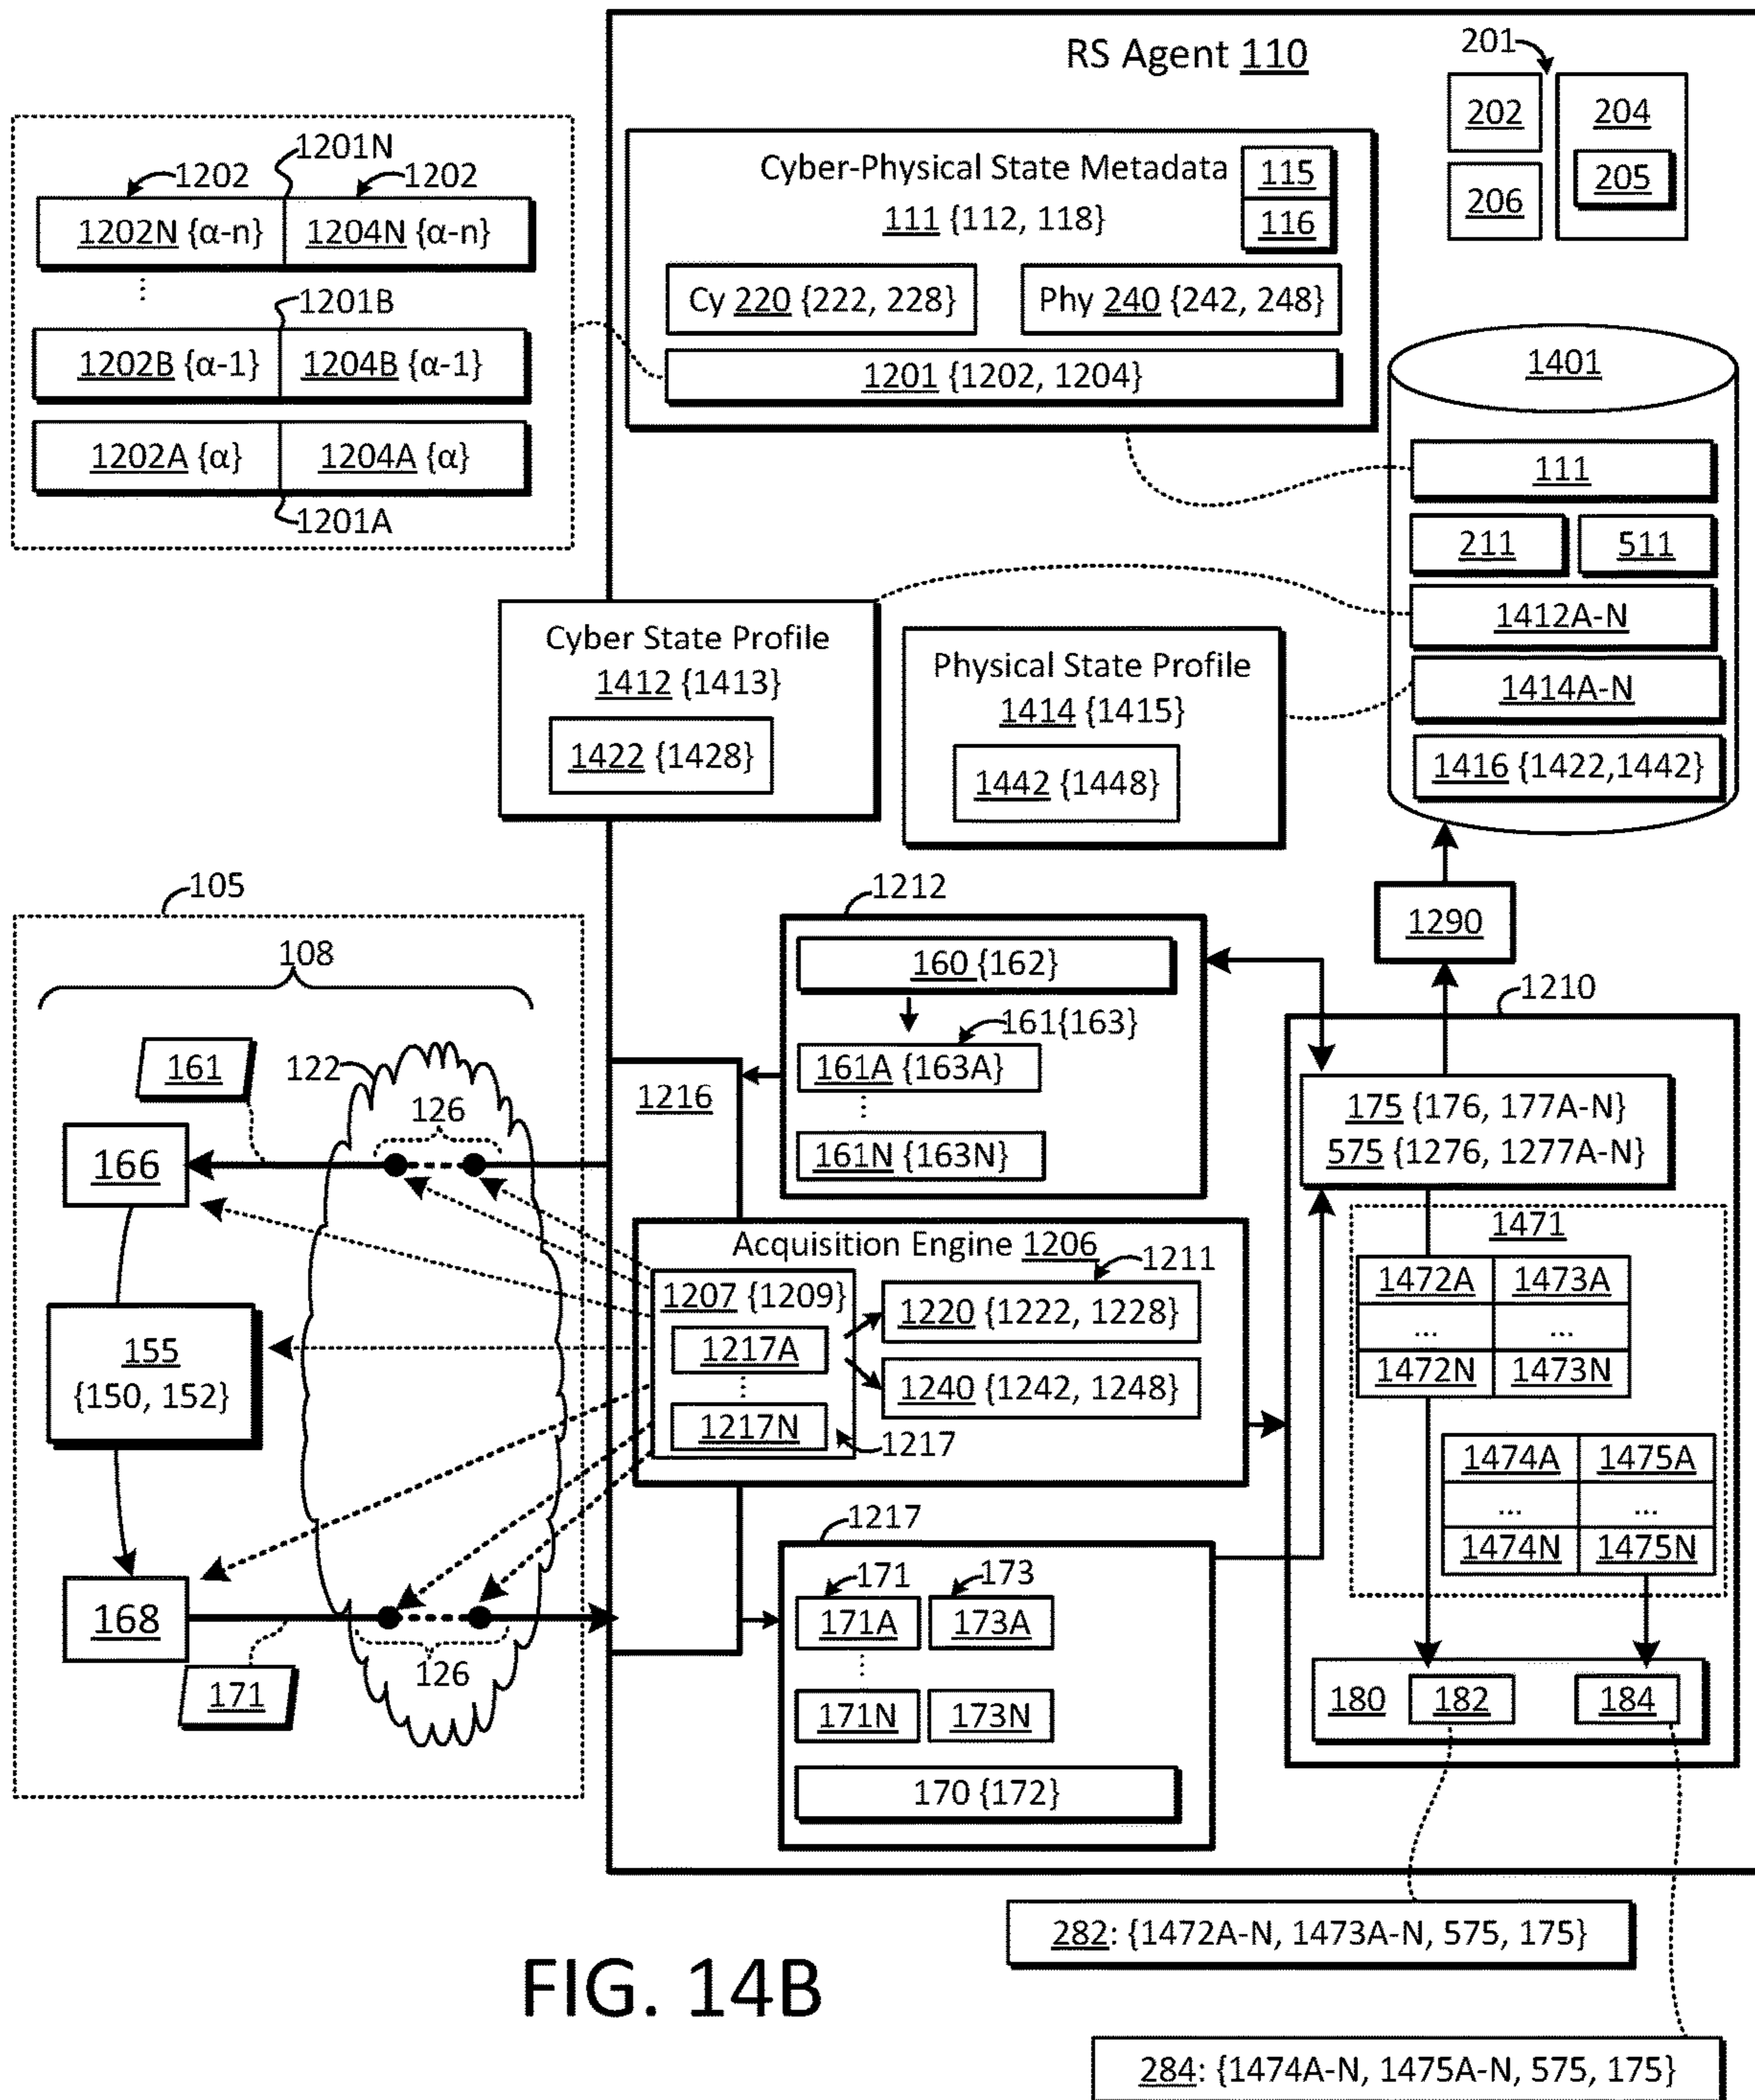 RS Agent 110
201
202
204
205
206
Cyber-Physical State Metadata
111 {112, 118}
115
116
Cy 220 {222, 228}
Phy 240 {242, 248}
1201 {1202, 1204}
1201N
1202
1202
1202N {α-n}
1204N {α-n}
⋮
1201B
1202B {α-1}
1204B {α-1}
1202A {α}
1204A {α}
1201A
1401
111
211
511
1412A-N
1414A-N
1416 {1422,1442}
Cyber State Profile
1412 {1413}
1422 {1428}
Physical State Profile
1414 {1415}
1442 {1448}
1290
105
108
161
122
126
166
155
{150, 152}
168
171
126
1216
1212
160 {162}
161{163}
161A {163A}
⋮
161N {163N}
Acquisition Engine 1206
1207 {1209}
1217A
⋮
1217N
1217
1211
1220 {1222, 1228}
1240 {1242, 1248}
1217
171
173
171A
173A
⋮
171N
173N
170 {172}
1210
175 {176, 177A-N}
575 {1276, 1277A-N}
1471
1472A
1473A
...
...
1472N
1473N
1474A
1475A
...
...
1474N
1475N
180
182
184
282: {1472A-N, 1473A-N, 575, 175}
FIG. 14B
284: {1474A-N, 1475A-N, 575, 175}